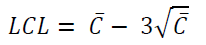 LCL = C̄ − 3√C̄